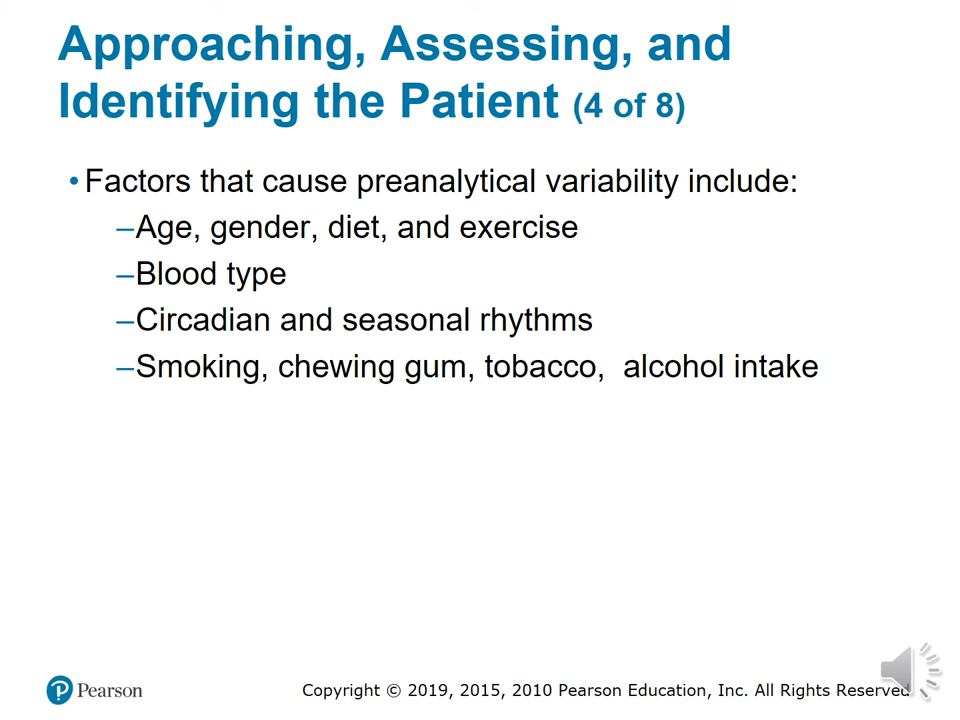 Approaching, Assessing, and
Identifying the Patient (4 of 8)
• Factors that cause preanalytical variability include:
–Age, gender, diet, and exercise
–Blood type
–Circadian and seasonal rhythms
–Smoking, chewing gum, tobacco,  alcohol intake
Pearson
Copyright © 2019, 2015, 2010 Pearson Education, Inc. All Rights Reserved